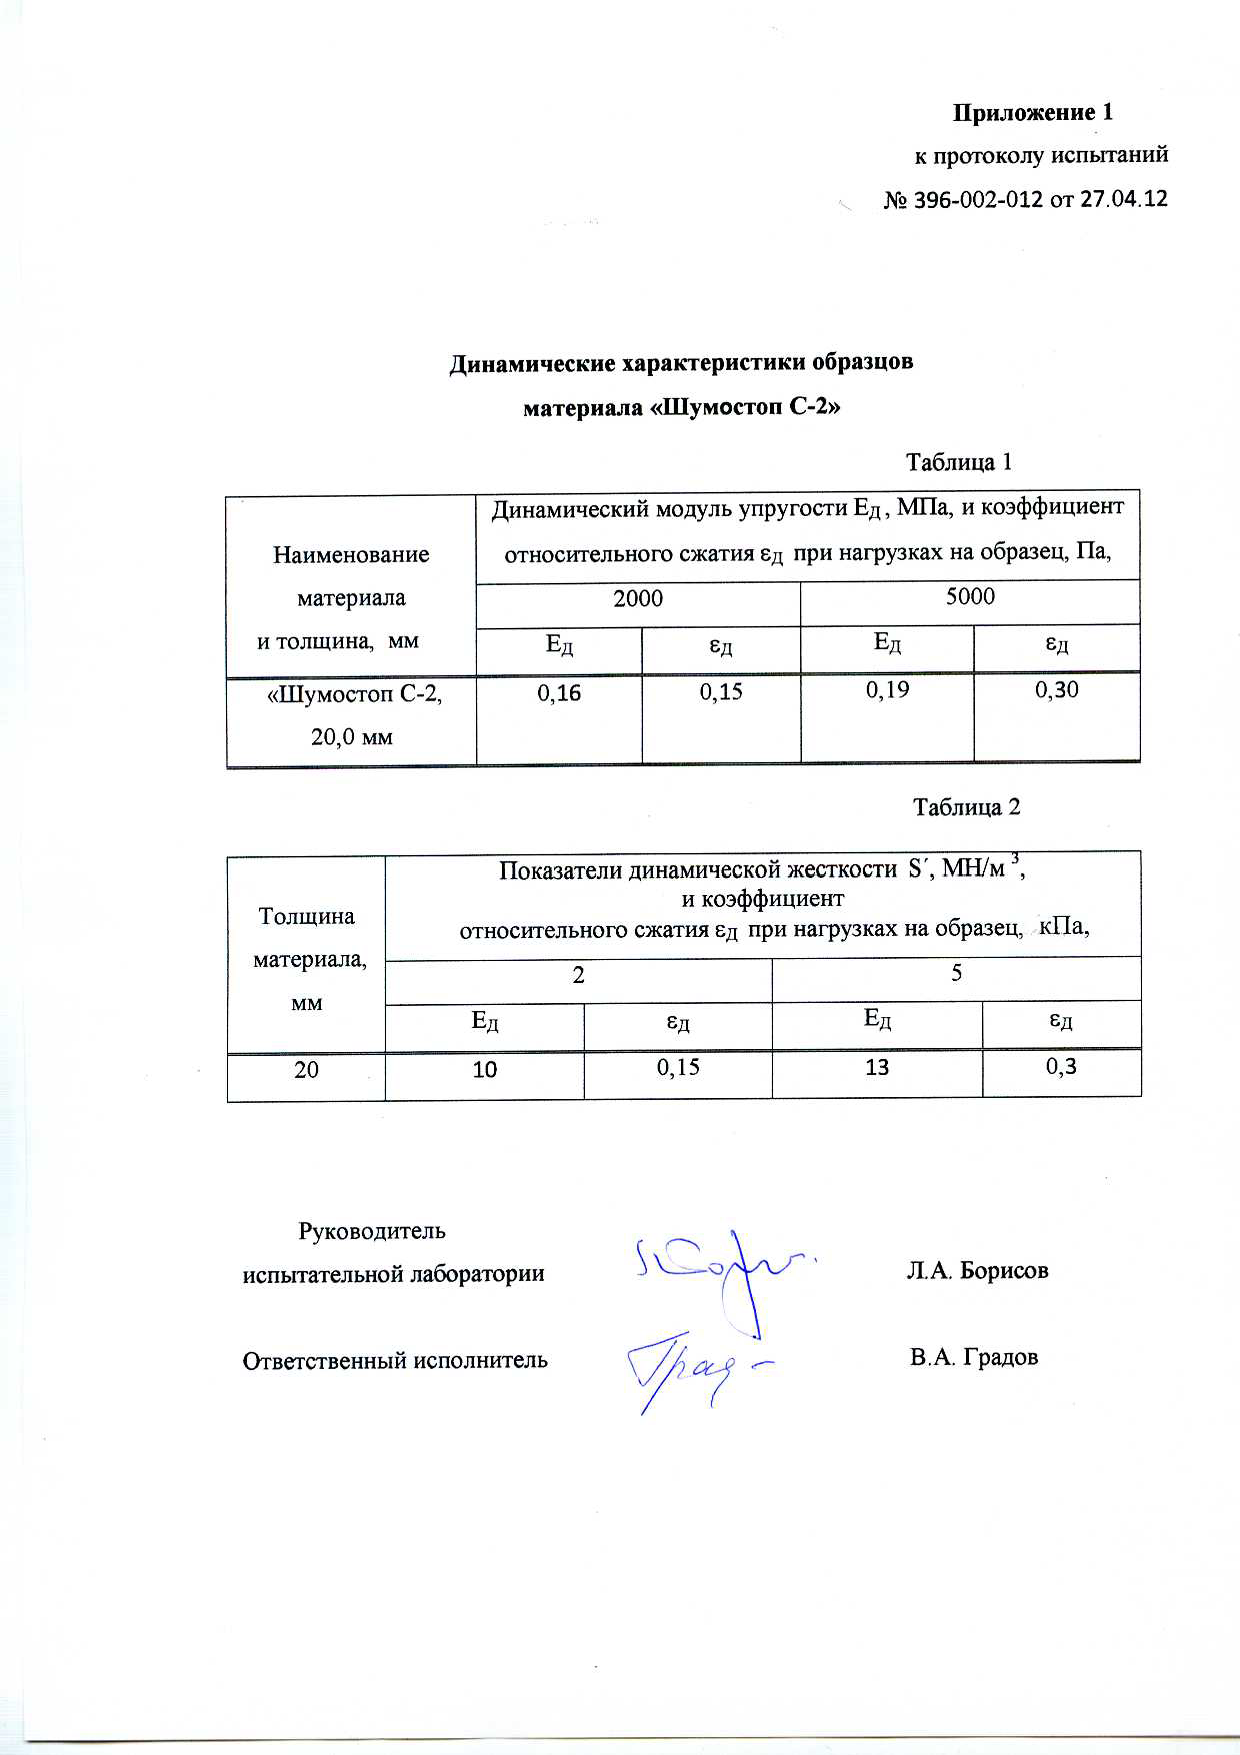 Приложение 1
к протоколу испытаний
№ 396-002-012 от 27.04.12
Динамические характеристики образцов
материала «Шумостоп С-2»
Таблица 1
Наименование
материала
и толщина, мм
Динамический модуль упругости EД , МПа, и коэффициент
относительного сжатия εД при нагрузках на образец, Па,
2000 5000
EД εД EД εД
«Шумостоп С-2,
20,0 мм
0,16 0,15 0,19 0,30
Таблица 2
Толщина
материала,
мм
Показатели динамической жесткости S´, МН/м ³,
и коэффициент
относительного сжатия εД при нагрузках на образец, кПа,
2 5
EД εД EД εД
20 10 0,15 13 0,3
Руководитель
испытательной лаборатории Л.А. Борисов
Ответственный исполнитель В.А. Градов